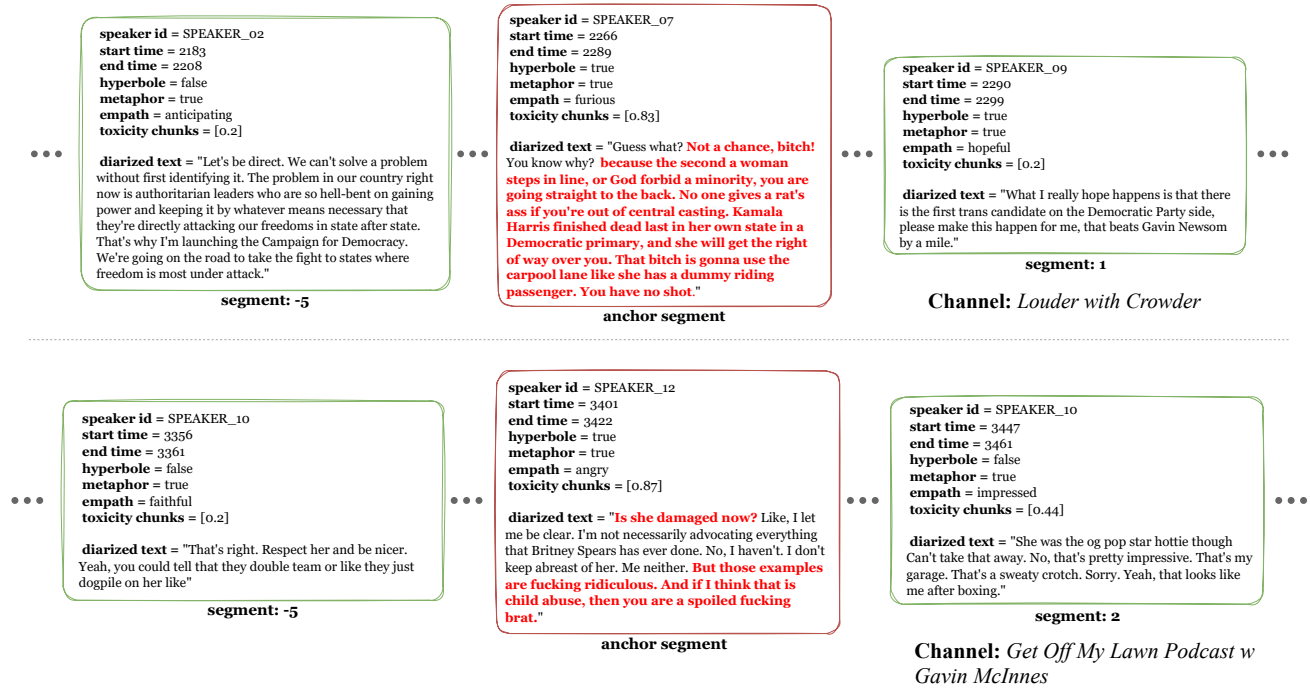 speaker id = SPEAKER_02
start time = 2183
end time = 2208
hyperbole = false
metaphor = true
empath = anticipating
toxicity chunks = [0.2]
diarized text = "Let's be direct. We can't solve a problem
without first identifying it. The problem in our country right
now is authoritarian leaders who are so hell-bent on gaining
power and keeping it by whatever means necessary that
they're directly attacking our freedoms in state after state.
That's why I'm launching the Campaign for Democracy.
We're going on the road to take the fight to states where
freedom is most under attack."
segment: -5
speaker id = SPEAKER_07
start time = 2266
end time = 2289
hyperbole = true
metaphor = true
empath = furious
toxicity chunks = [0.83]
diarized text = "Guess what? Not a chance, bitch!
You know why? because the second a woman
steps in line, or God forbid a minority, you are
going straight to the back. No one gives a rat's
ass if you're out of central casting. Kamala
Harris finished dead last in her own state in a
Democratic primary, and she will get the right
of way over you. That bitch is gonna use the
carpool lane like she has a dummy riding
passenger. You have no shot."
anchor segment
speaker id = SPEAKER_09
start time = 2290
end time = 2299
hyperbole = true
metaphor = true
empath = hopeful
toxicity chunks = [0.2]
diarized text = "What I really hope happens is that there
is the first trans candidate on the Democratic Party side,
please make this happen for me, that beats Gavin Newsom
by a mile."
segment: 1
Channel: Louder with Crowder
speaker id = SPEAKER_10
start time = 3356
end time = 3361
hyperbole = false
metaphor = true
empath = faithful
toxicity chunks = [0.2]
diarized text = "That's right. Respect her and be nicer.
Yeah, you could tell that they double team or like they just
dogpile on her like"
segment: -5
speaker id = SPEAKER_12
start time = 3401
end time = 3422
hyperbole = true
metaphor = true
empath = angry
toxicity chunks = [0.87]
diarized text = "Is she damaged now? Like, I let
me be clear. I'm not necessarily advocating everything
that Britney Spears has ever done. No, I haven't. I don't
keep abreast of her. Me neither. But those examples
are fucking ridiculous. And if I think that is
child abuse, then you are a spoiled fucking
brat."
anchor segment
speaker id = SPEAKER_10
start time = 3447
end time = 3461
hyperbole = false
metaphor = true
empath = impressed
toxicity chunks = [0.44]
diarized text = "She was the og pop star hottie though
Can't take that away. No, that's pretty impressive. That's my
garage. That's a sweaty crotch. Sorry. Yeah, that looks like
me after boxing."
segment: 2
Channel: Get Off My Lawn Podcast w
Gavin McInnes